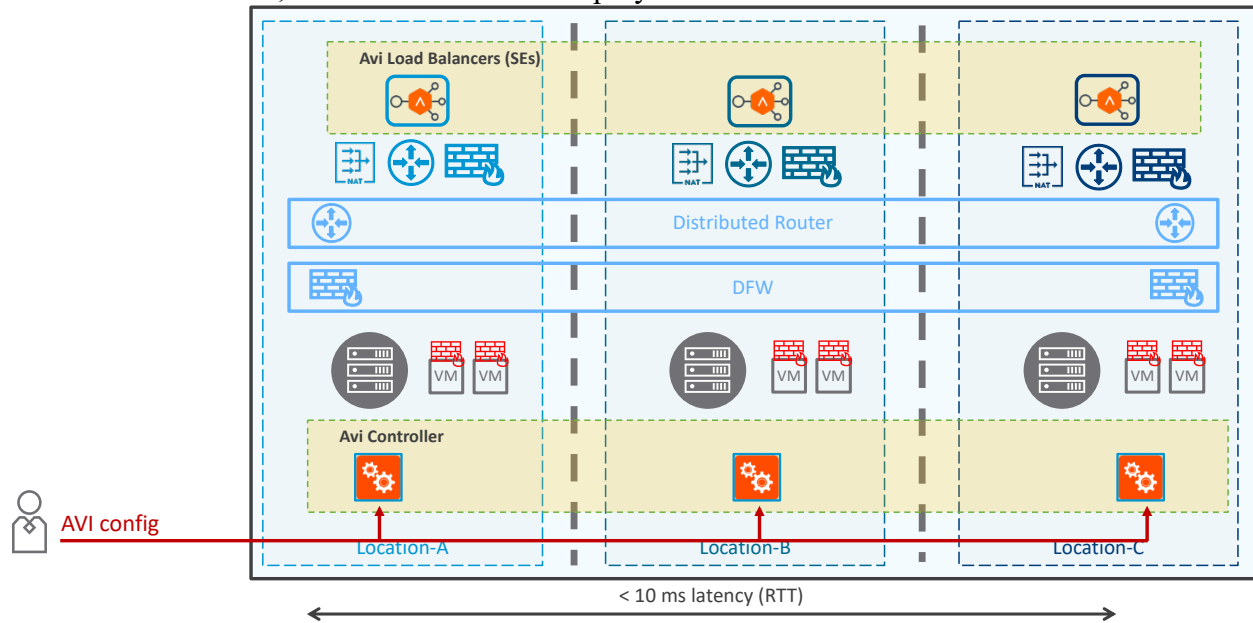 Avi Load Balancers (SEs)
NAT NAT NAT
Distributed Router
DFW
VM VM VM VM VM VM
Avi Controller
AVI config
Location-A Location-B Location-C
< 10 ms latency (RTT)